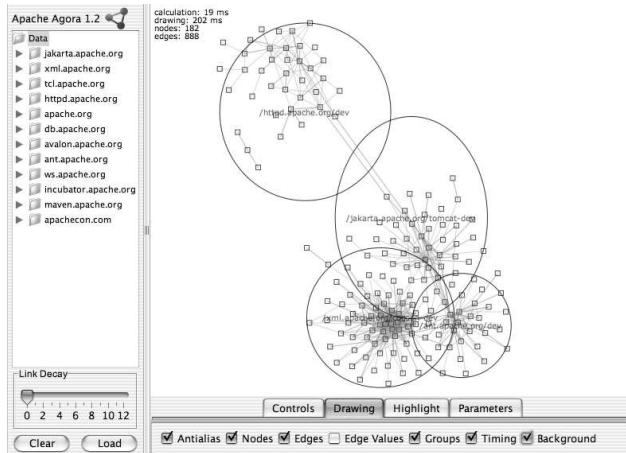 Apache Agora 1.2
Data
jakarta.apache.org
xml.apache.org
tcl.apache.org
httpd.apache.org
apache.org
db.apache.org
avalon.apache.org
ant.apache.org
ws.apache.org
incubator.apache.org
maven.apache.org
apachecon.com
Link Decay
0 2 4 6 8 10 12
Clear Load
calculation: 19 ms
drawing: 202 ms
nodes: 182
edges: 888
/httpd.apache.org/dev
/jakarta.apache.org/tomcat-dev
/ant.apache.org/dev
Controls Drawing Highlight Parameters
Antialias Nodes Edges Edge Values Groups Timing Background